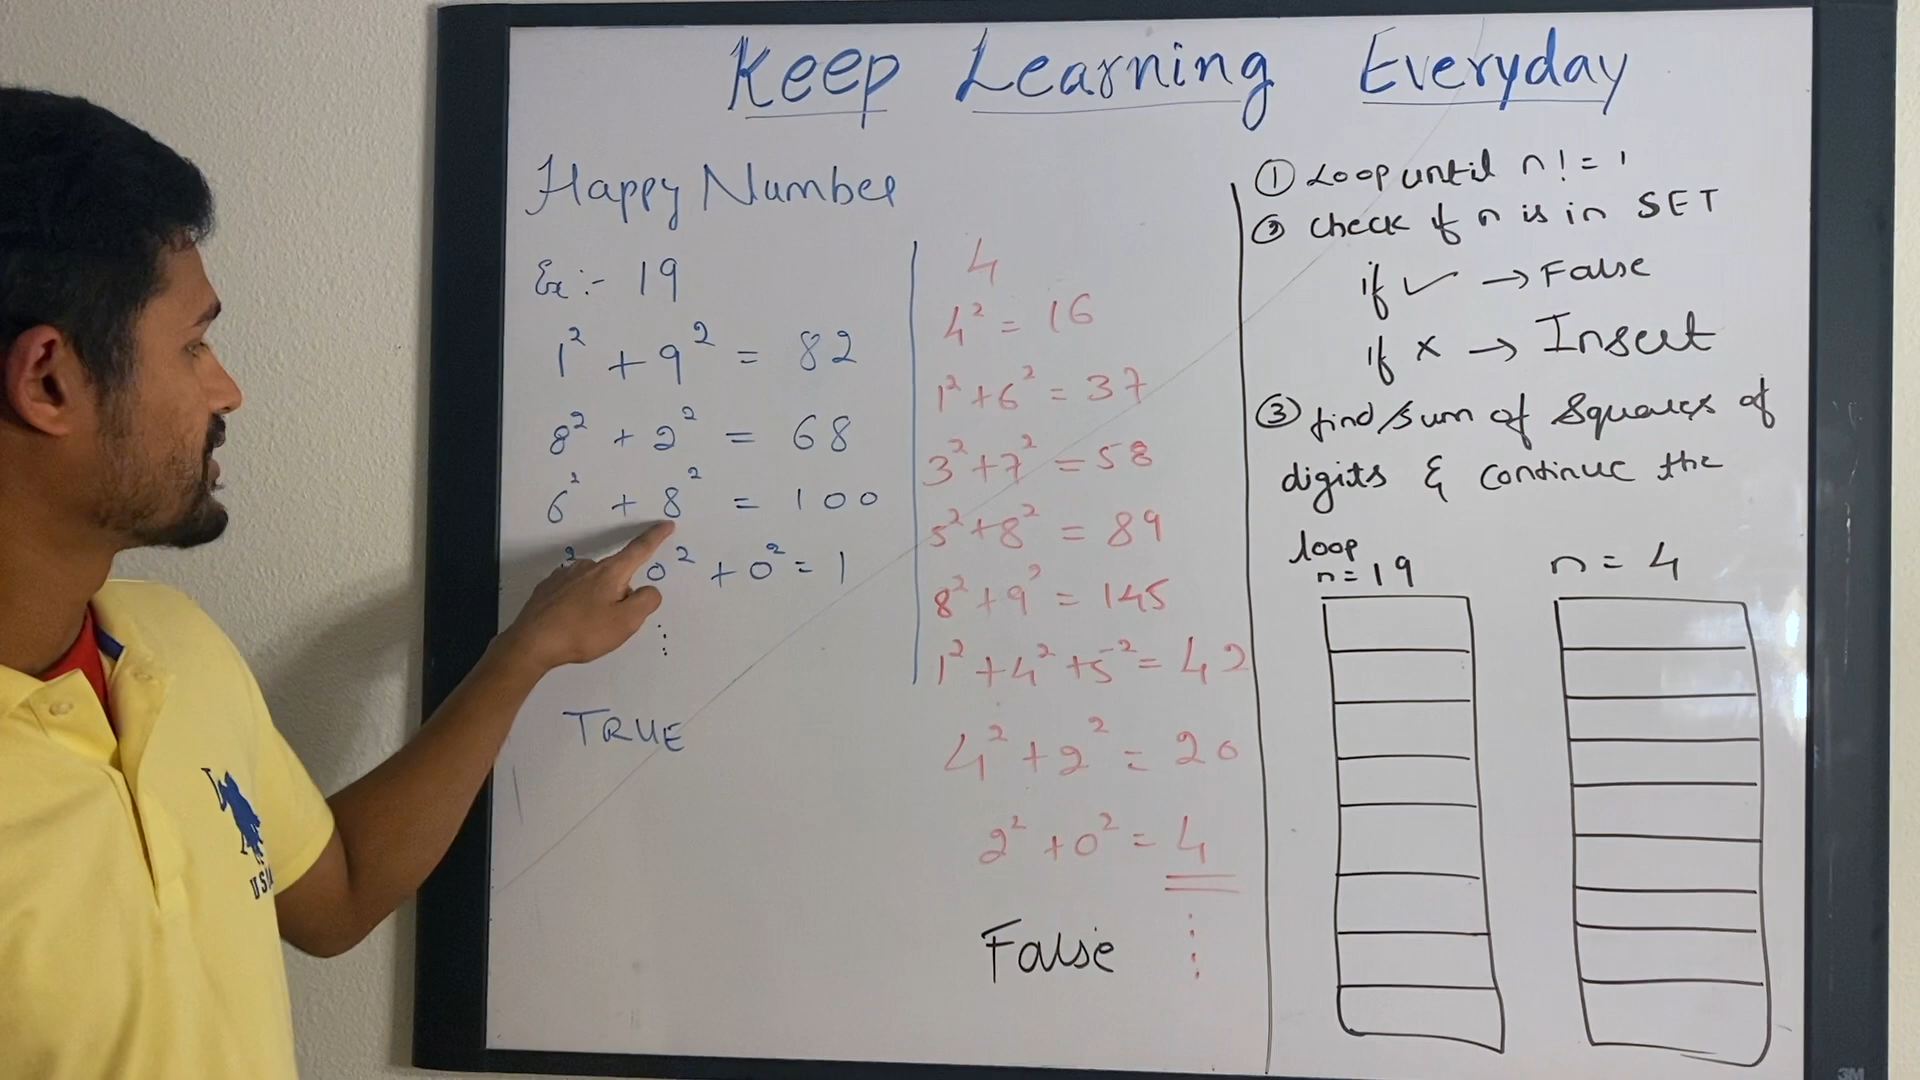 Keep Learning Everyday
Happy Number
Ex :- 19
1² + 9² = 82
8² + 2² = 68
6² + 8² = 100
0² + 0² = 1
TRUE
4
4² = 16
1² + 6² = 37
3² + 7² = 58
5² + 8² = 89
8² + 9² = 145
1² + 4² + 5² = 42
4² + 2² = 20
2² + 0² = 4
False
① Loop until n != 1
② check if n is in SET
if ✓ → False
if × → Insert
③ find/sum of squares of
digits & continue the
loop
n = 19
n = 4
3M